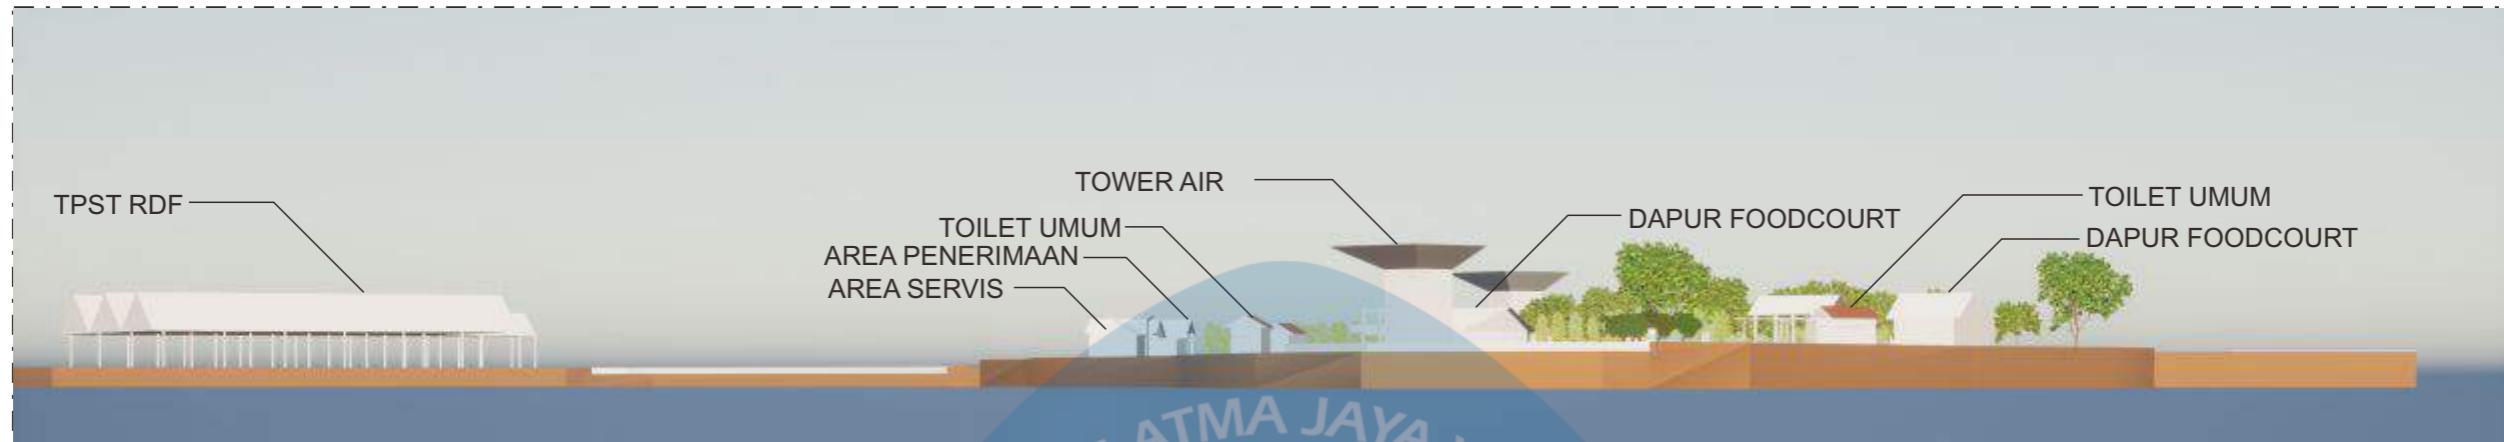 TPST RDF
TOWER AIR
TOILET UMUM
AREA PENERIMAAN
AREA SERVIS
DAPUR FOODCOURT
TOILET UMUM
DAPUR FOODCOURT
ATMA JAYA